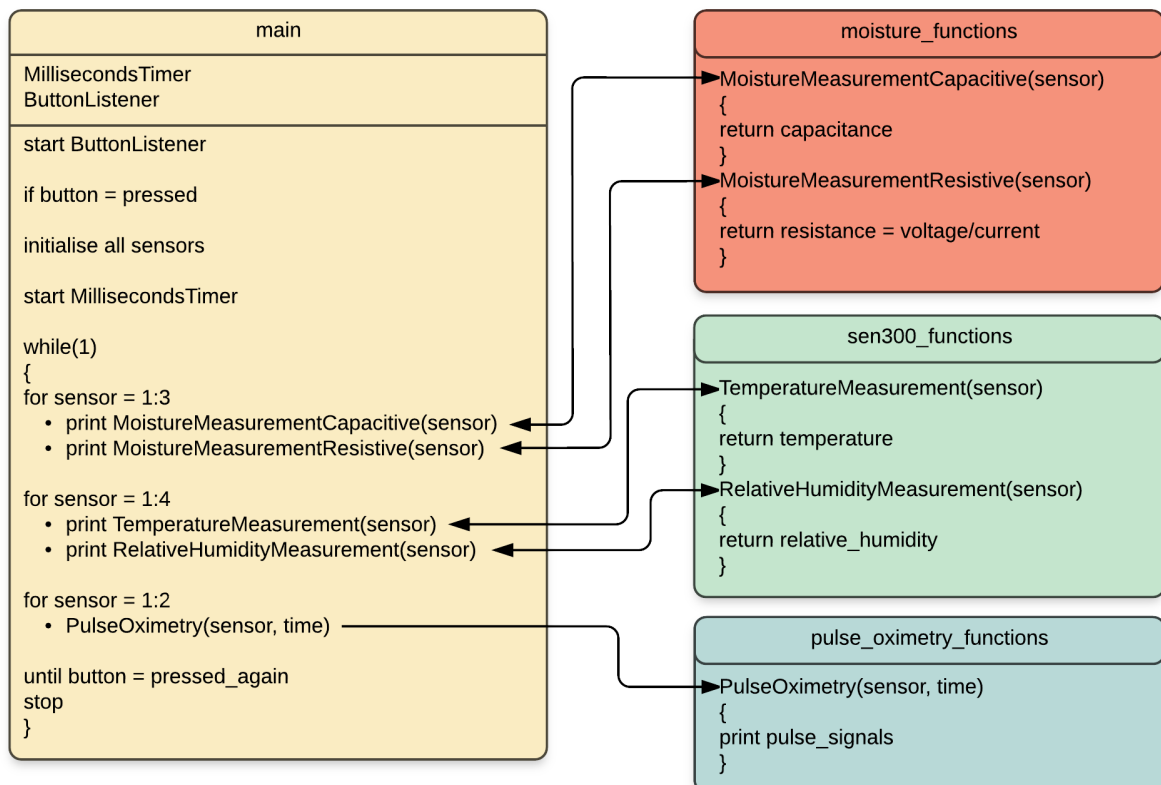 main
MillisecondsTimer
ButtonListener
start ButtonListener
if button = pressed
initialise all sensors
start MillisecondsTimer
while(1)
{
for sensor = 1:3
• print MoistureMeasurementCapacitive(sensor)
• print MoistureMeasurementResistive(sensor)
for sensor = 1:4
• print TemperatureMeasurement(sensor)
• print RelativeHumidityMeasurement(sensor)
for sensor = 1:2
• PulseOximetry(sensor, time)
until button = pressed_again
stop
}
moisture_functions
MoistureMeasurementCapacitive(sensor)
{
return capacitance
}
MoistureMeasurementResistive(sensor)
{
return resistance = voltage/current
}
sen300_functions
TemperatureMeasurement(sensor)
{
return temperature
}
RelativeHumidityMeasurement(sensor)
{
return relative_humidity
}
pulse_oximetry_functions
PulseOximetry(sensor, time)
{
print pulse_signals
}